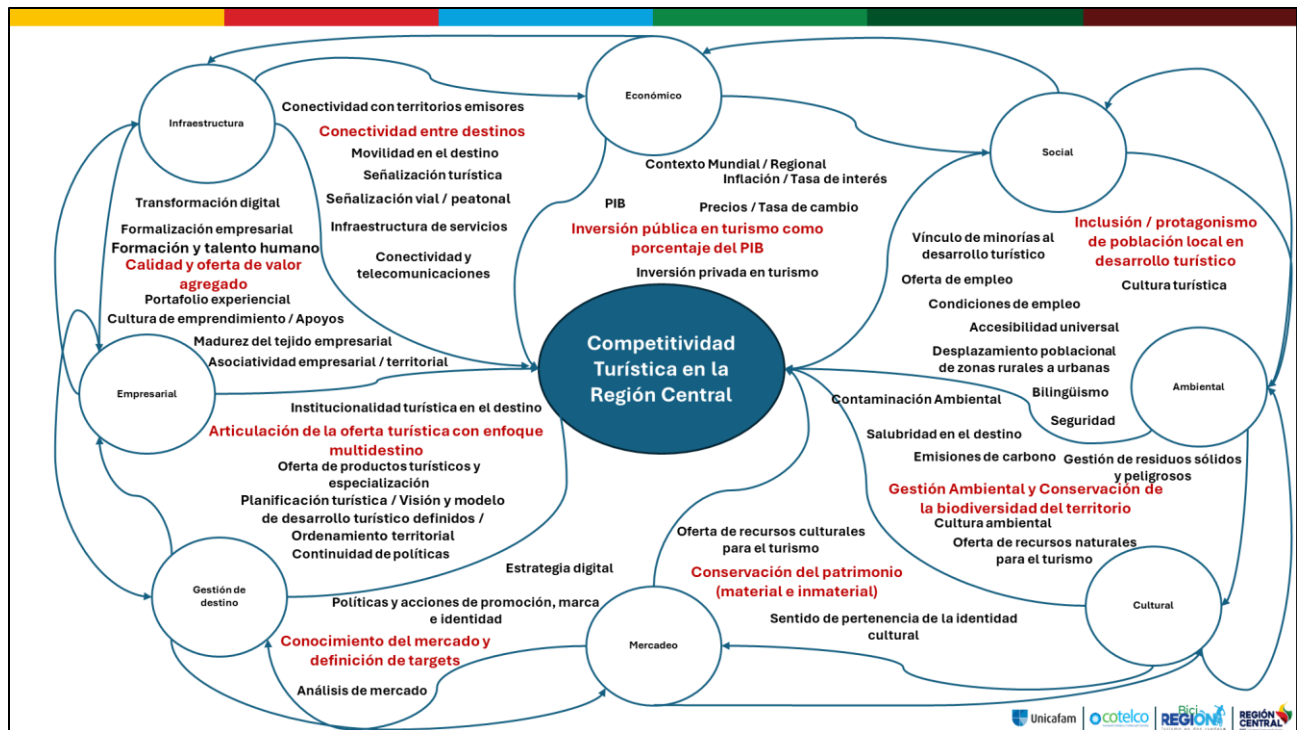 Infraestructura
Conectividad con territorios emisores
Conectividad entre destinos
Movilidad en el destino
Señalización turística
Señalización vial / peatonal
Infraestructura de servicios
Conectividad y
telecomunicaciones
Económico
Contexto Mundial / Regional
Inflación / Tasa de interés
PIB
Precios / Tasa de cambio
Inversión pública en turismo como
porcentaje del PIB
Inversión privada en turismo
Social
Vínculo de minorías al
desarrollo turístico
Inclusión / protagonismo
de población local en
desarrollo turístico
Oferta de empleo
Cultura turística
Condiciones de empleo
Accesibilidad universal
Desplazamiento poblacional
de zonas rurales a urbanas
Bilingüismo
Seguridad
Transformación digital
Formalización empresarial
Formación y talento humano
Calidad y oferta de valor
agregado
Portafolio experiencial
Cultura de emprendimiento / Apoyos
Madurez del tejido empresarial
Asociatividad empresarial / territorial
Empresarial
Competitividad
Turística en la
Región Central
Ambiental
Contaminación Ambiental
Salubridad en el destino
Emisiones de carbono
Gestión de residuos sólidos
y peligrosos
Gestión Ambiental y Conservación de
la biodiversidad del territorio
Cultura ambiental
Oferta de recursos naturales
para el turismo
Institucionalidad turística en el destino
Articulación de la oferta turística con enfoque
multidestino
Oferta de productos turísticos y
especialización
Planificación turística / Visión y modelo
de desarrollo turístico definidos /
Ordenamiento territorial
Continuidad de políticas
Gestión de
destino
Estrategia digital
Políticas y acciones de promoción, marca
e identidad
Conocimiento del mercado y
definición de targets
Análisis de mercado
Mercadeo
Oferta de recursos culturales
para el turismo
Conservación del patrimonio
(material e inmaterial)
Sentido de pertenencia de la identidad
cultural
Cultural
Unicafam
cotelco
Bici
REGIÓN
REGIÓN
CENTRAL